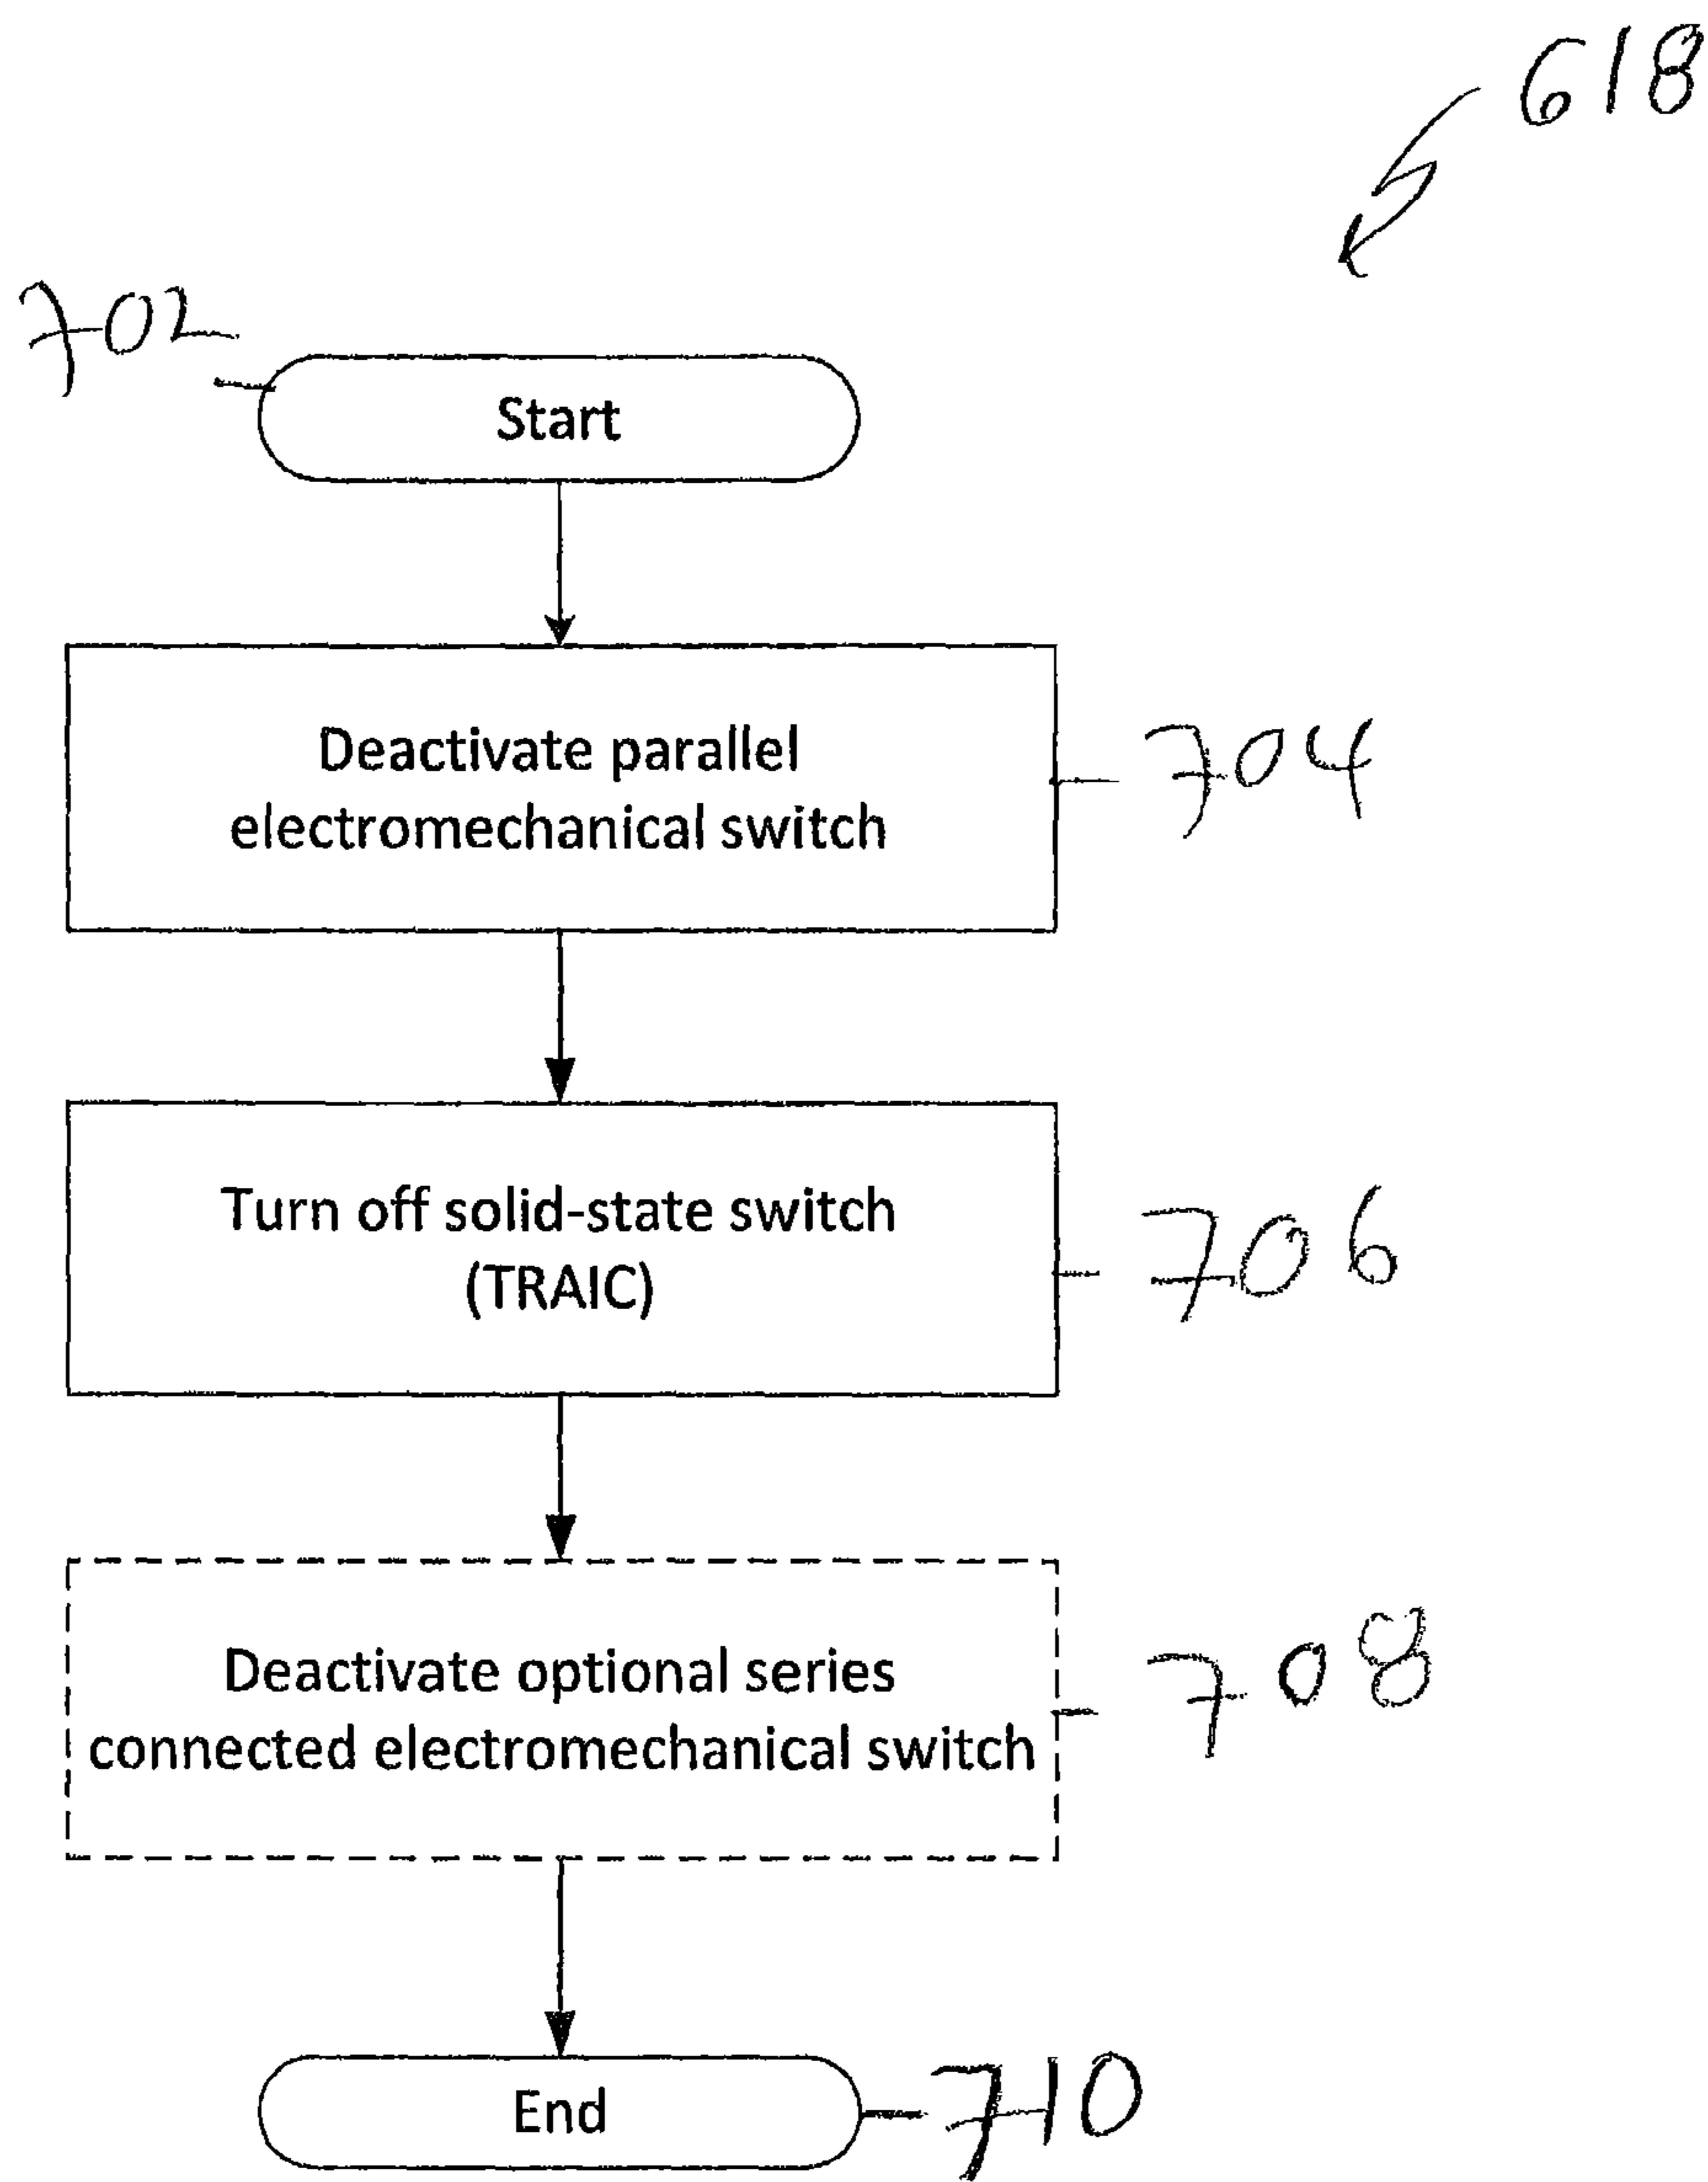 618
702
Start
Deactivate parallel
electromechanical switch
704
Turn off solid-state switch
(TRAIC)
706
Deactivate optional series
connected electromechanical switch
708
End
710